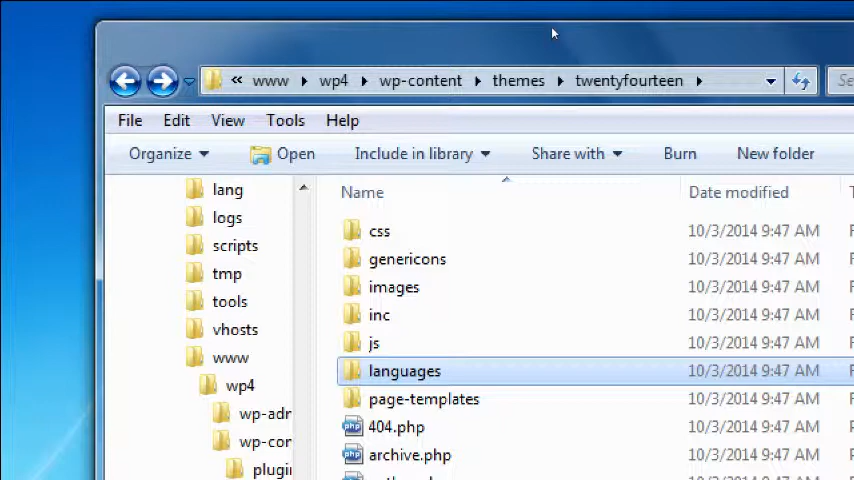 « www wp4 wp-content themes twentyfourteen
File Edit View Tools Help
Organize Open Include in library Share with Burn New folder
Name Date modified
lang
logs
scripts
tmp
tools
vhosts
www
wp4
css 10/3/2014 9:47 AM
genericons 10/3/2014 9:47 AM
images 10/3/2014 9:47 AM
inc 10/3/2014 9:47 AM
js 10/3/2014 9:47 AM
languages 10/3/2014 9:47 AM
page-templates 10/3/2014 9:47 AM
php 404.php 10/3/2014 9:47 AM
php archive.php 10/3/2014 9:47 AM